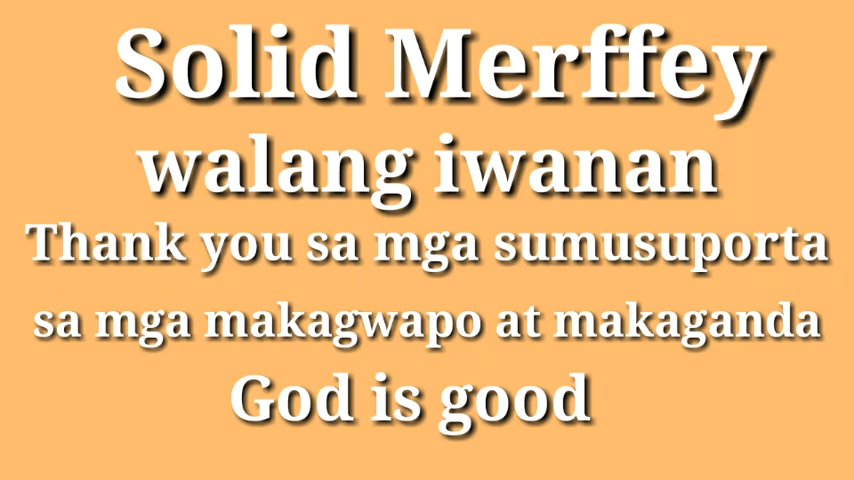 Solid Merffey
walang iwanan
Thank you sa mga sumusuporta
sa mga makagwapo at makaganda
God is good